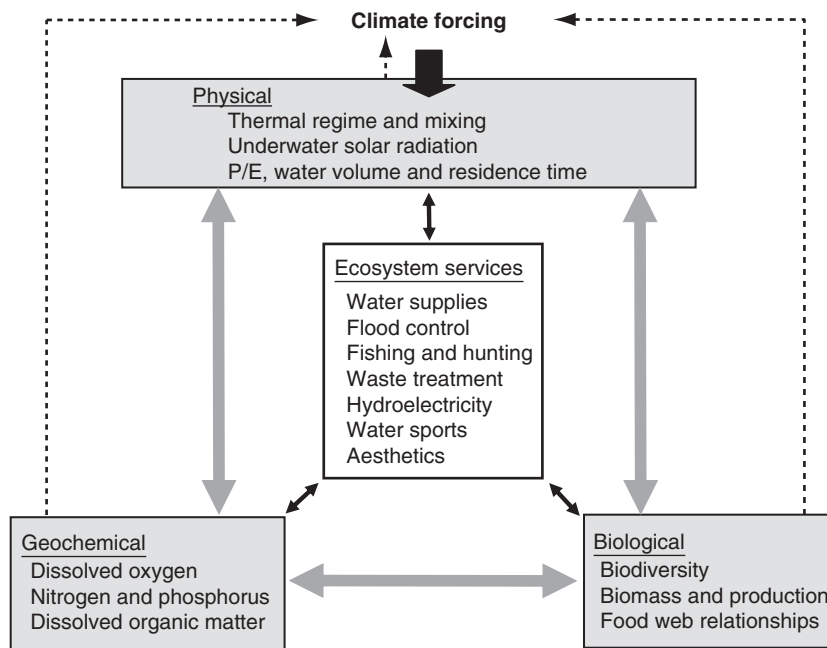 Climate forcing
Physical
Thermal regime and mixing
Underwater solar radiation
P/E, water volume and residence time
Ecosystem services
Water supplies
Flood control
Fishing and hunting
Waste treatment
Hydroelectricity
Water sports
Aesthetics
Geochemical
Dissolved oxygen
Nitrogen and phosphorus
Dissolved organic matter
Biological
Biodiversity
Biomass and production
Food web relationships